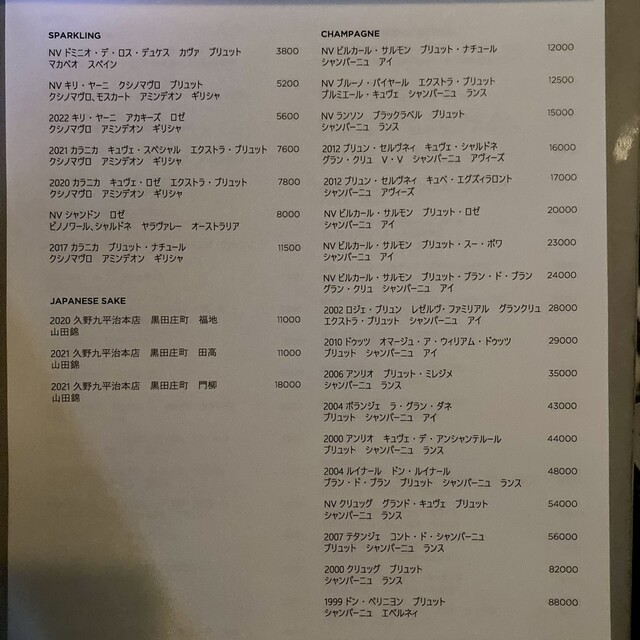 SPARKLING
NV ドミニオ・デ・ロス・デュケス　カヴァ　ブリュット 3800
マカベオ　スペイン
NV キリ・ヤーニ　クシノマヴロ　ブリュット 5200
クシノマヴロ、モスカート　アミンデオン　ギリシャ
2022 キリ・ヤーニ　アカキーズ　ロゼ 5600
クシノマヴロ　アミンデオン　ギリシャ
2021 カラニカ　キュヴェ・スペシャル　エクストラ・ブリュット 7600
クシノマヴロ　アミンデオン　ギリシャ
2020 カラニカ　キュヴェ・ロゼ　エクストラ・ブリュット 7800
クシノマヴロ　アミンデオン　ギリシャ
NV シャンドン　ロゼ 8000
ピノノワール、シャルドネ　ヤラヴァレー　オーストラリア
2017 カラニカ　ブリュット・ナチュール 11500
クシノマヴロ　アミンデオン　ギリシャ
JAPANESE SAKE
2020 久野九平治本店　黒田庄町　福地 11000
山田錦
2021 久野九平治本店　黒田庄町　田高 11000
山田錦
2021 久野九平治本店　黒田庄町　門柳 18000
山田錦
CHAMPAGNE
NV ビルカール・サルモン　ブリュット・ナチュール 12000
シャンパーニュ　アイ
NV ブルーノ・パイヤール　エクストラ・ブリュット 12500
プルミエール・キュヴェ　シャンパーニュ　ランス
NV ランソン　ブラックラベル　ブリュット 15000
シャンパーニュ　ランス
2012 ブリュン・セルヴネィ　キュヴェ・シャルドネ 16000
グラン・クリュ　V・V　シャンパーニュ　アヴィーズ
2012 ブリュン・セルヴネィ　キュベ・エグズィラロント 17000
シャンパーニュ　アヴィーズ
NV ビルカール・サルモン　ブリュット・ロゼ 20000
シャンパーニュ　アイ
NV ビルカール・サルモン　ブリュット・スー・ボワ 23000
シャンパーニュ　アイ
NV ビルカール・サルモン　ブリュット・ブラン・ド・ブラン 24000
グラン・クリュ　シャンパーニュ　アイ
2002 ロジェ・ブリュン　レゼルヴ・ファミリアル　グランクリュ 28000
エクストラ・ブリュット　シャンパーニュ　アイ
2010 ドゥッツ　オマージュ・ア・ウィリアム・ドゥッツ 29000
ブリュット　シャンパーニュ　アイ
2006 アンリオ　ブリュット・ミレジメ 35000
シャンパーニュ　ランス
2004 ボランジェ　ラ・グラン・ダネ 43000
ブリュット　シャンパーニュ　アイ
2000 アンリオ　キュヴェ・デ・アンシャンテルール 44000
ブリュット　シャンパーニュ　ランス
2004 ルイナール　ドン・ルイナール 48000
ブラン・ド・ブラン　ブリュット　シャンパーニュ　ランス
NV クリュッグ　グランド・キュヴェ　ブリュット 54000
シャンパーニュ　ランス
2007 テタンジェ　コント・ド・シャンパーニュ 56000
ブリュット　シャンパーニュ　ランス
2000 クリュッグ　ブリュット 82000
シャンパーニュ　ランス
1999 ドン・ペリニヨン　ブリュット 88000
シャンパーニュ　エペルネィ